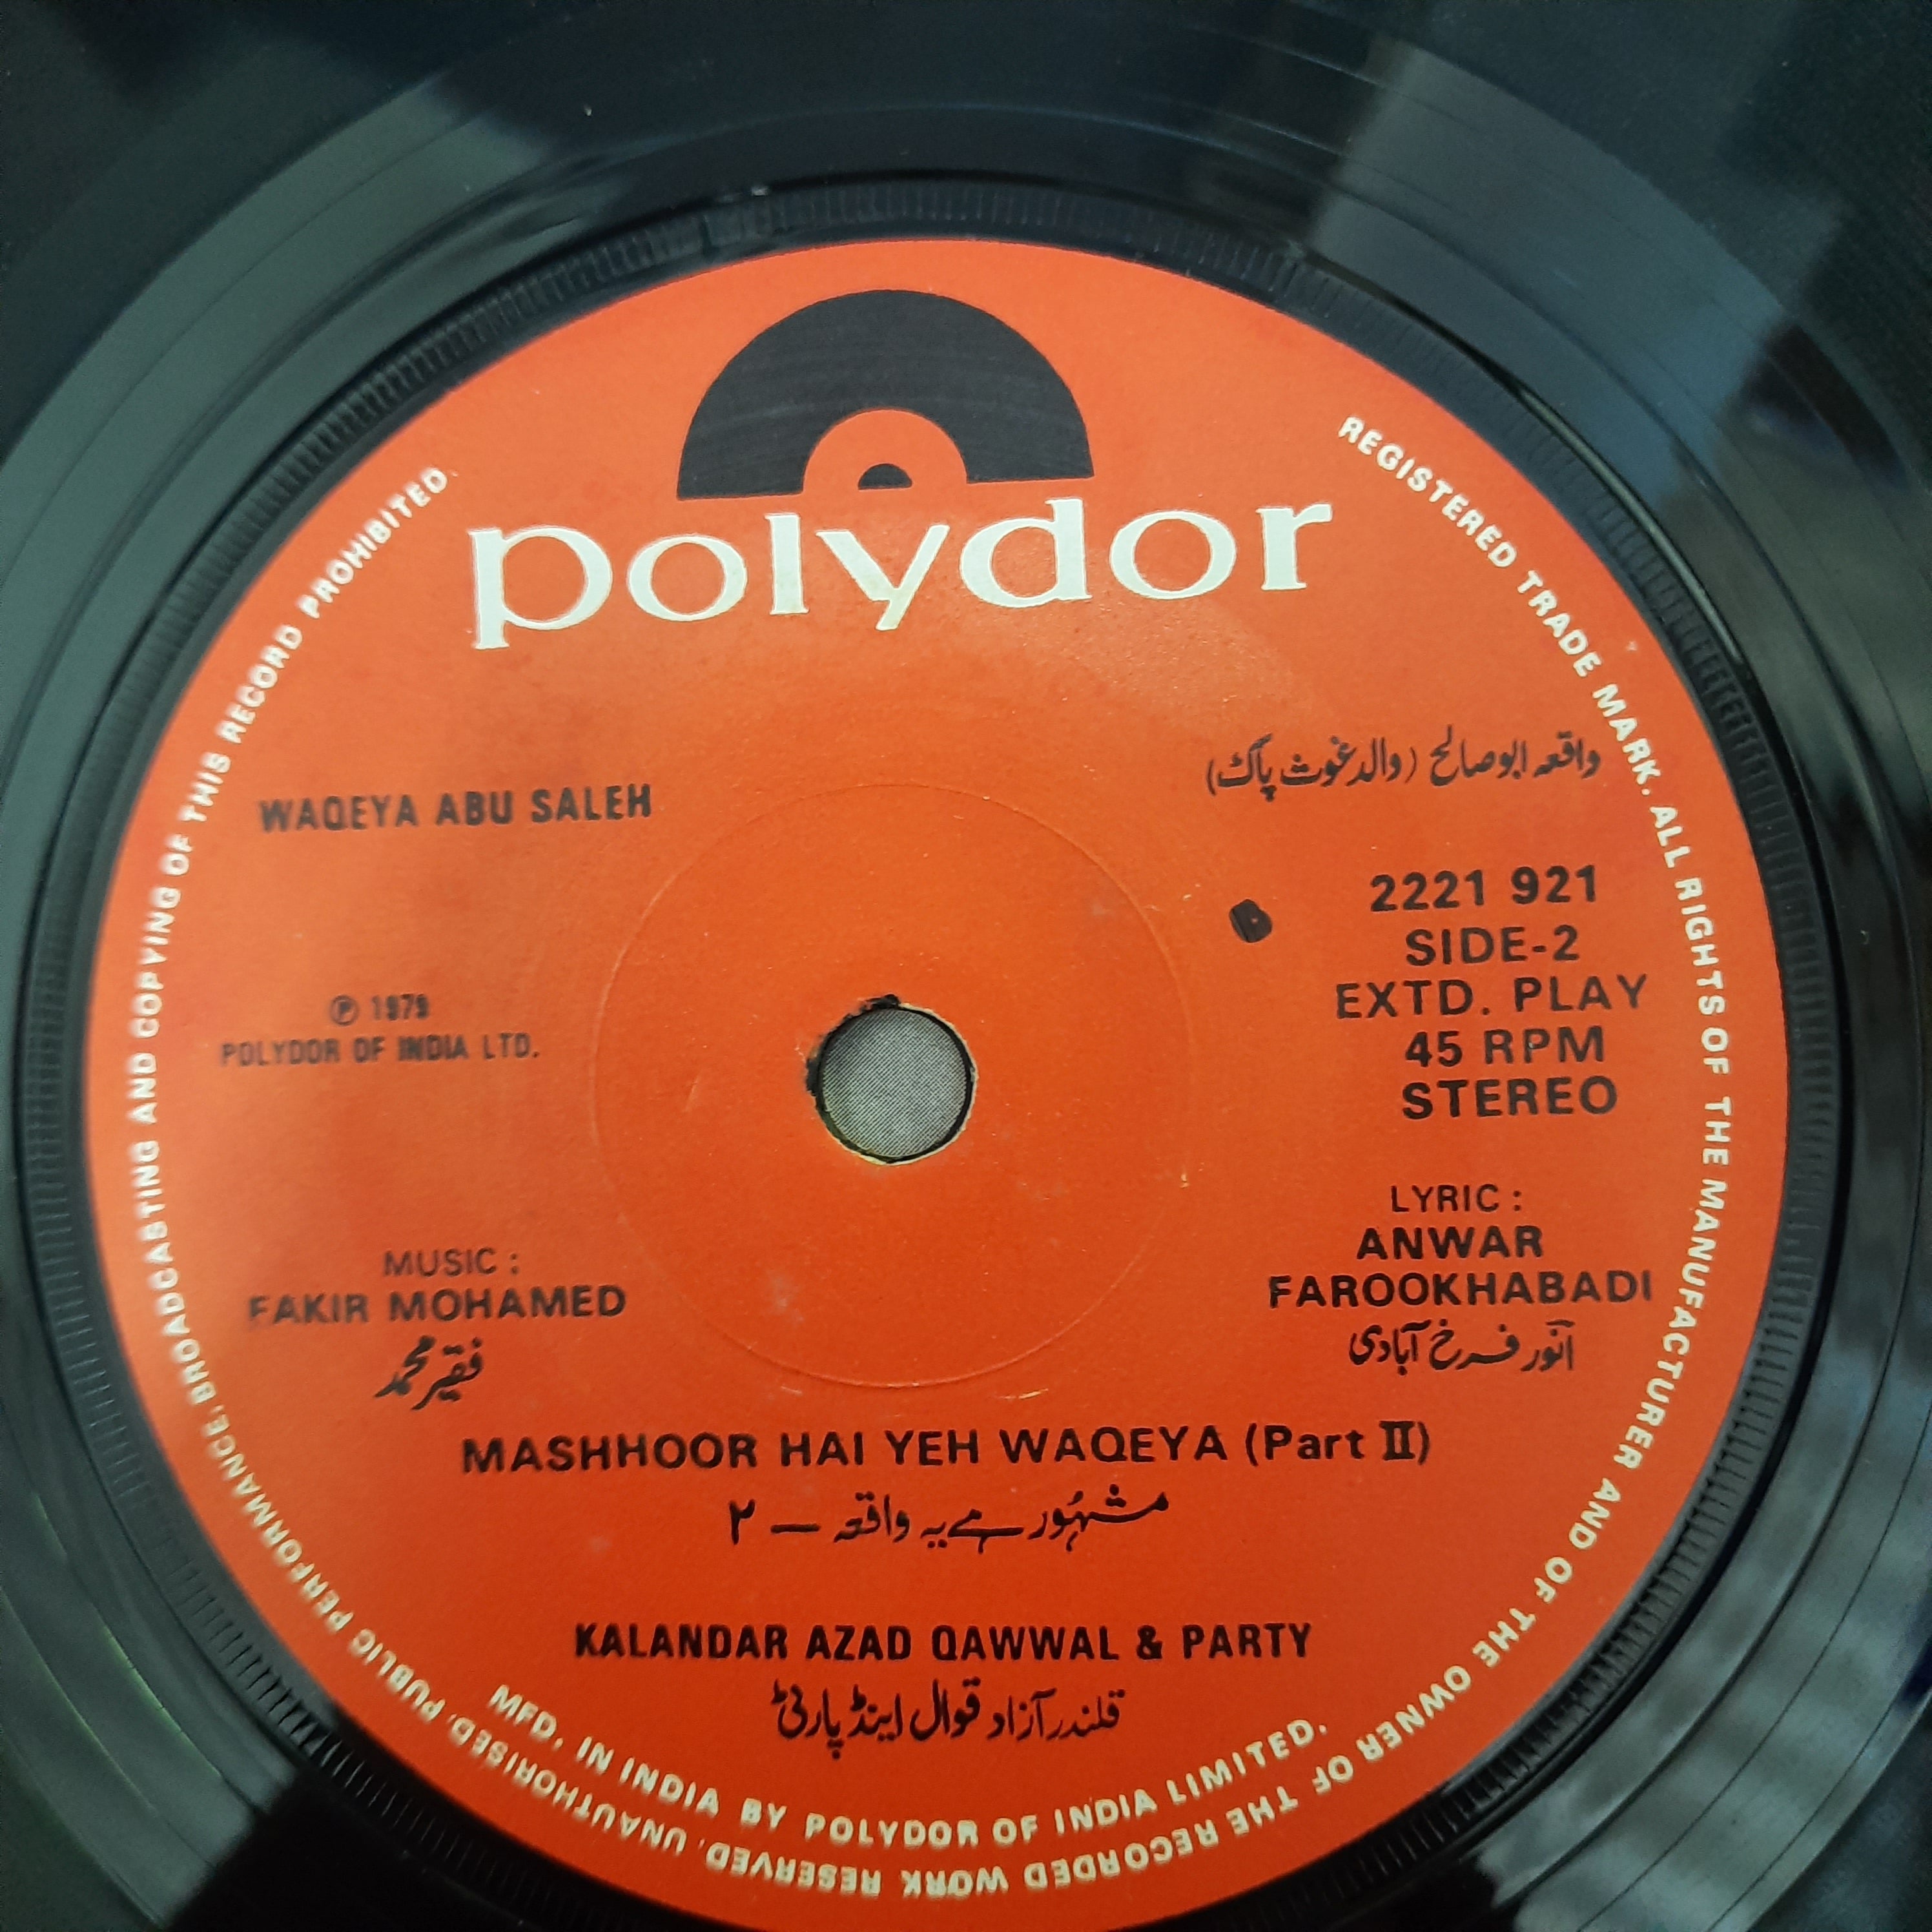 polydor
WAQEYA ABU SALEH
واقعہ ابوصالح (والد غوث پاک)
2221 921
SIDE-2
EXTD. PLAY
45 RPM
STEREO
℗ 1979
POLYDOR OF INDIA LTD.
LYRIC :
ANWAR
FAROOKHABADI
انور فرخ آبادی
MUSIC :
FAKIR MOHAMED
فقیر محمد
MASHHOOR HAI YEH WAQEYA (Part II)
مشہور ہے یہ واقعہ — ۲
KALANDAR AZAD QAWWAL & PARTY
قلندر آزاد قوال اینڈ پارٹی
MFD. IN INDIA BY POLYDOR OF INDIA LIMITED.
REGISTERED TRADE MARK. ALL RIGHTS OF THE MANUFACTURER AND OF THE OWNER OF THE RECORDED WORK RESERVED. UNAUTHORISED, PUBLIC PERFORMANCE, BROADCASTING AND COPYING OF THIS RECORD PROHIBITED.